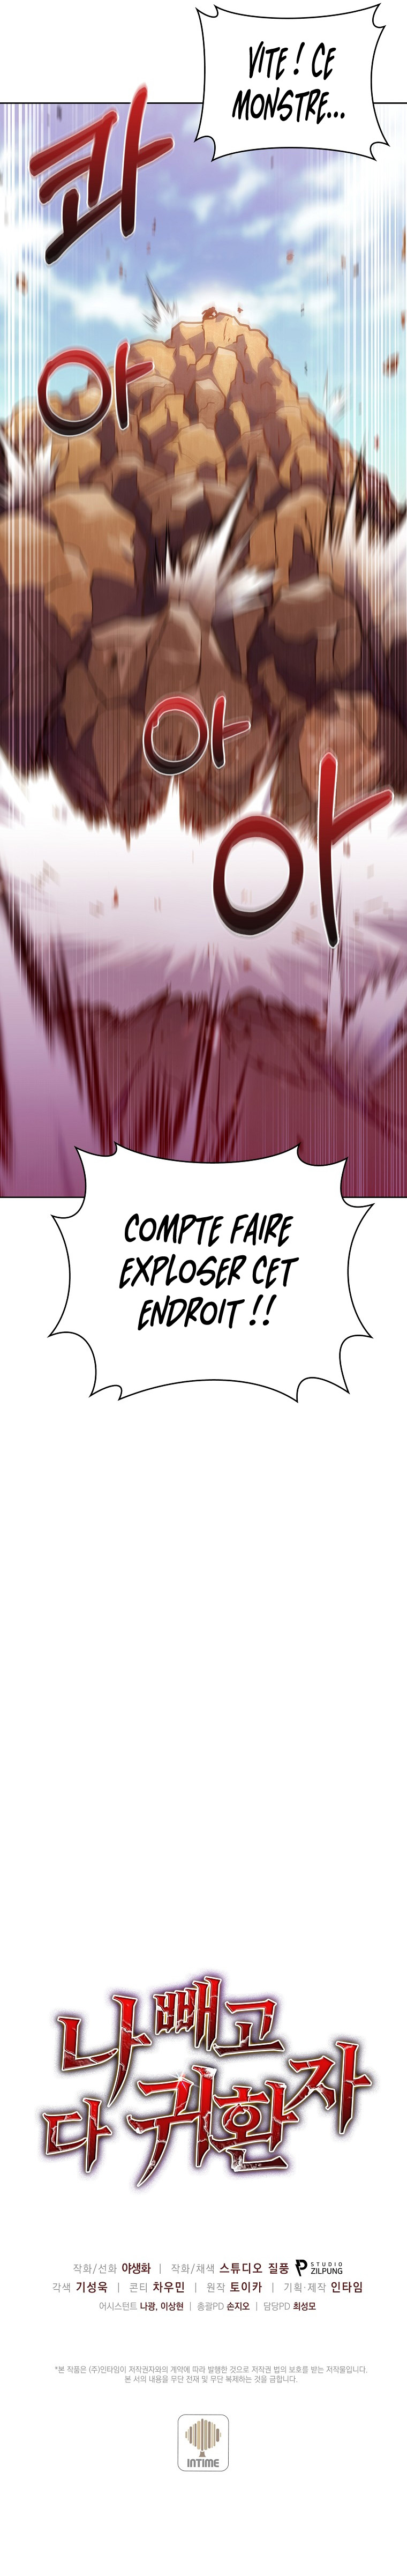 VITE ! CE
MONSTRE...
콰
아
아
아
COMPTE FAIRE
EXPLOSER CET
ENDROIT !!
나 빼고
다 귀환자
작화/선화 야생화 | 작화/채색 스튜디오 질풍 STUDIO ZILPUNG
각색 기성욱 | 콘티 차우민 | 원작 토이카 | 기획·제작 인타임
어시스턴트 나광, 이상현 | 총괄PD 손지오 | 담당PD 최성모
*본 작품은 (주)인타임이 저작권자와의 계약에 따라 발행한 것으로 저작권 법의 보호를 받는 저작물입니다.
본 서의 내용을 무단 전재 및 무단 복제하는 것을 금합니다.
INTIME